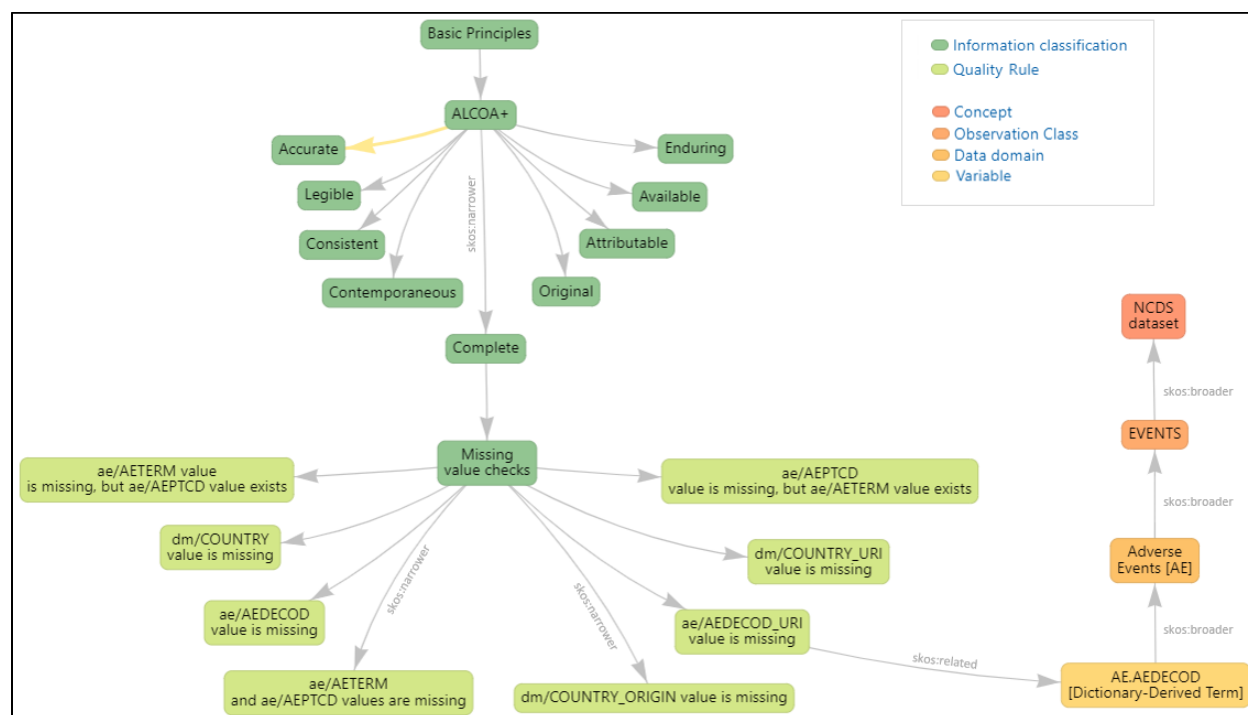 Basic Principles
Information classification
Quality Rule
ALCOA+
Concept
Observation Class
Data domain
Variable
Accurate
Enduring
Legible
Available
skos:narrower
Consistent
Attributable
Contemporaneous
Original
NCDS
dataset
Complete
skos:broader
EVENTS
Missing
value checks
ae/AETERM value
is missing, but ae/AEPTCD value exists
ae/AEPTCD
value is missing, but ae/AETERM value exists
skos:broader
dm/COUNTRY
value is missing
dm/COUNTRY_URI
value is missing
Adverse
Events [AE]
skos:narrower
skos:narrower
ae/AEDECOD
value is missing
ae/AEDECOD_URI
value is missing
skos:broader
skos:related
ae/AETERM
and ae/AEPTCD values are missing
dm/COUNTRY_ORIGIN value is missing
AE.AEDECOD
[Dictionary-Derived Term]